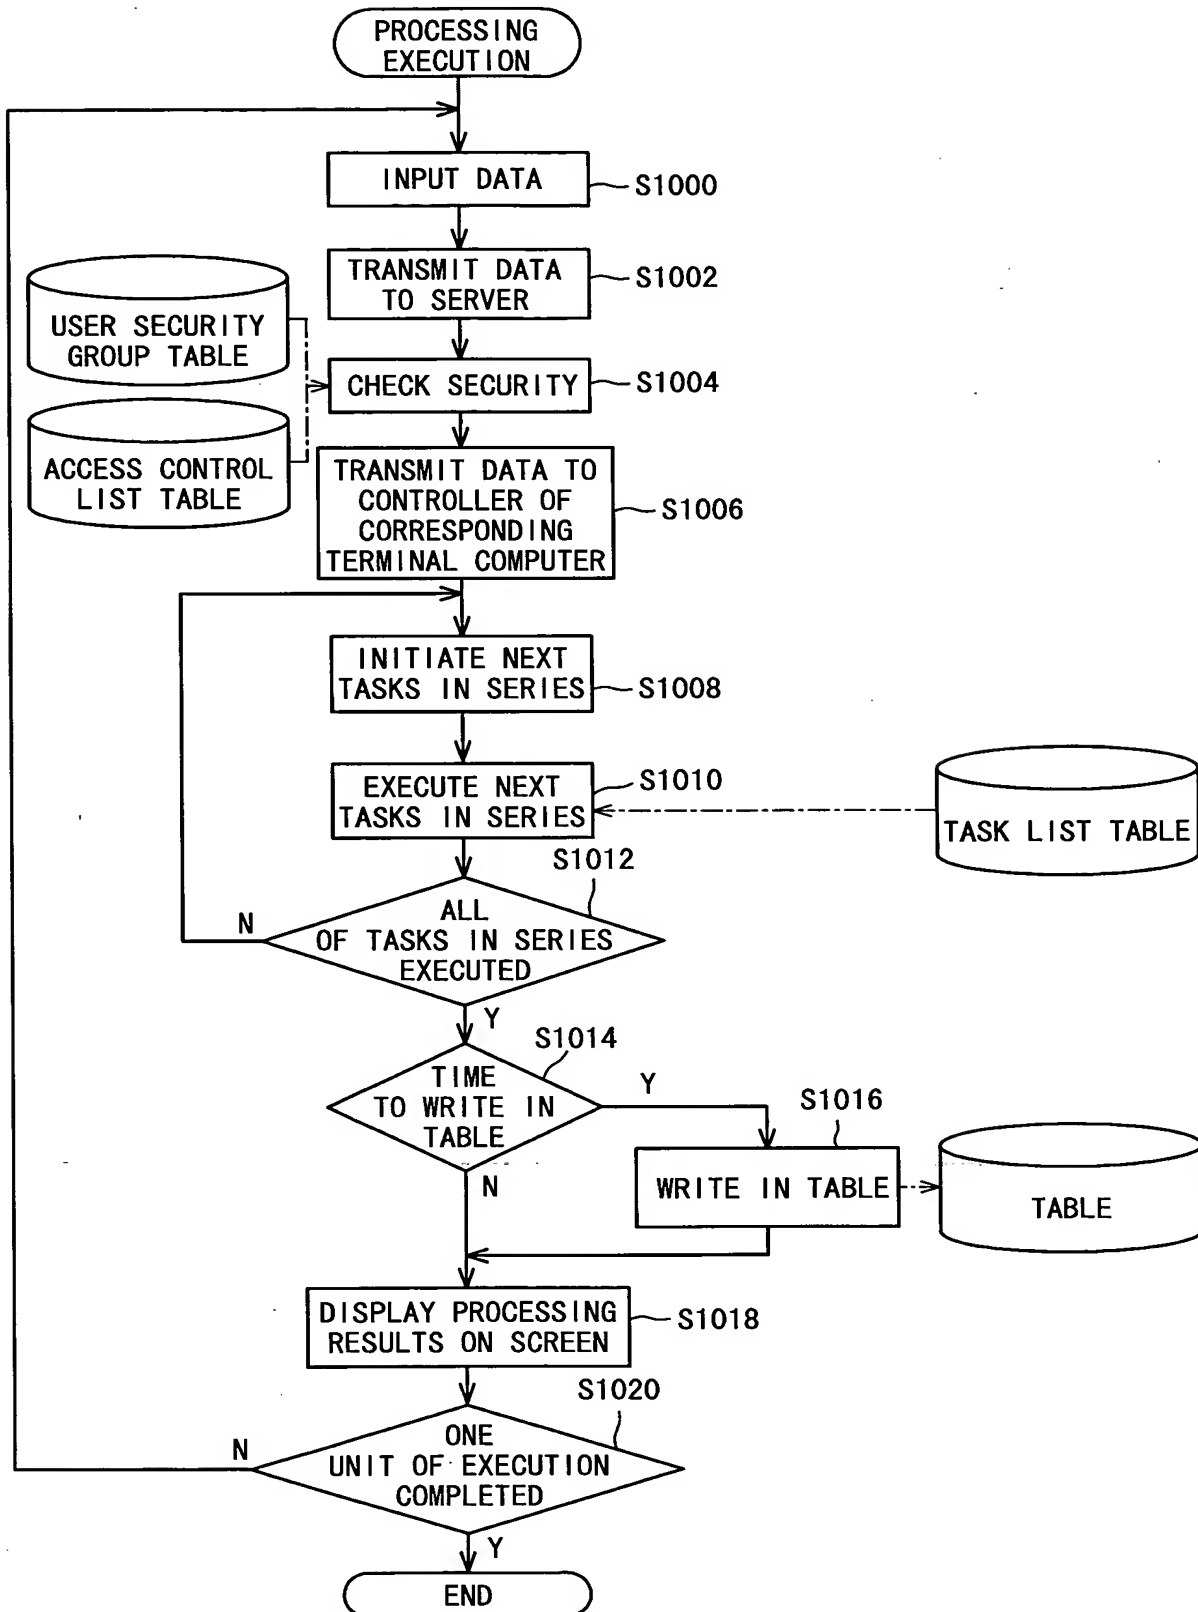 PROCESSING
EXECUTION
INPUT DATA
S1000
TRANSMIT DATA
TO SERVER
S1002
USER SECURITY
GROUP TABLE
CHECK SECURITY
S1004
ACCESS CONTROL
LIST TABLE
TRANSMIT DATA TO
CONTROLLER OF
CORRESPONDING
TERMINAL COMPUTER
S1006
INITIATE NEXT
TASKS IN SERIES
S1008
EXECUTE NEXT
TASKS IN SERIES
S1010
TASK LIST TABLE
S1012
ALL
OF TASKS IN SERIES
EXECUTED
N
Y
S1014
TIME
TO WRITE IN
TABLE
Y
N
S1016
WRITE IN TABLE
TABLE
DISPLAY PROCESSING
RESULTS ON SCREEN
S1018
S1020
ONE
UNIT OF EXECUTION
COMPLETED
N
Y
END